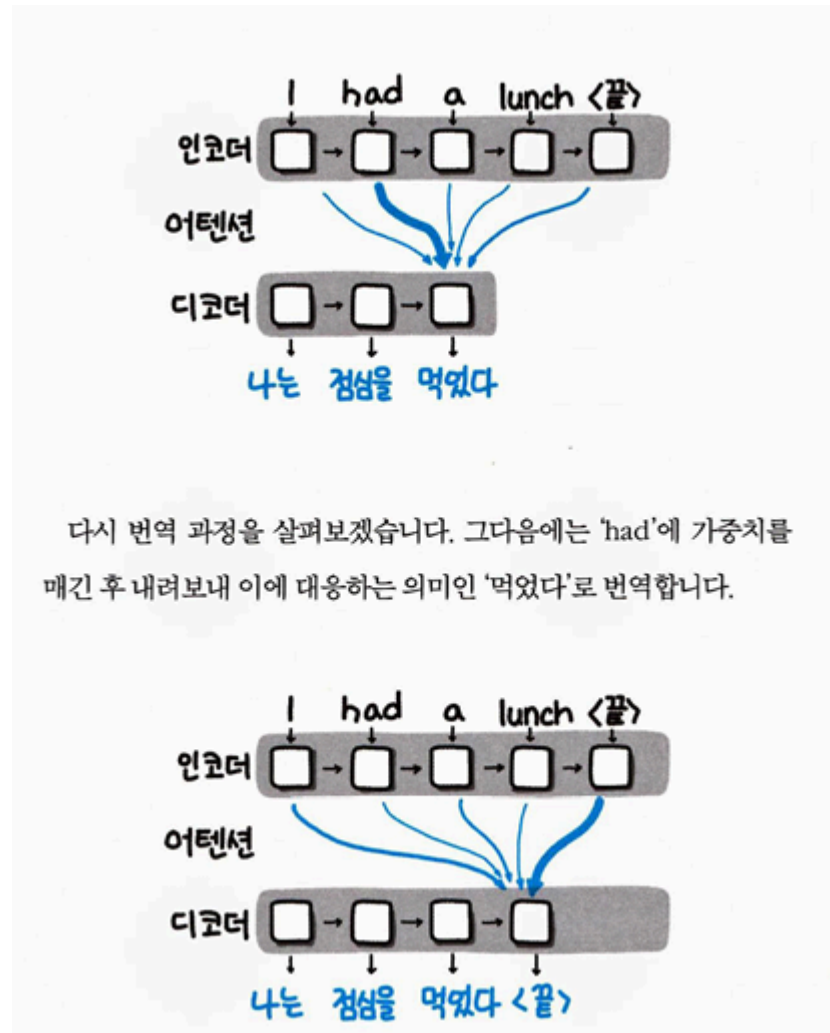 I had a lunch <끝>
인코더
어텐션
디코더
나는 점심을 먹었다
다시 번역 과정을 살펴보겠습니다. 그다음에는 ‘had’에 가중치를
매긴 후 내려보내 이에 대응하는 의미인 ‘먹었다’로 번역합니다.
I had a lunch <끝>
인코더
어텐션
디코더
나는 점심을 먹었다 <끝>